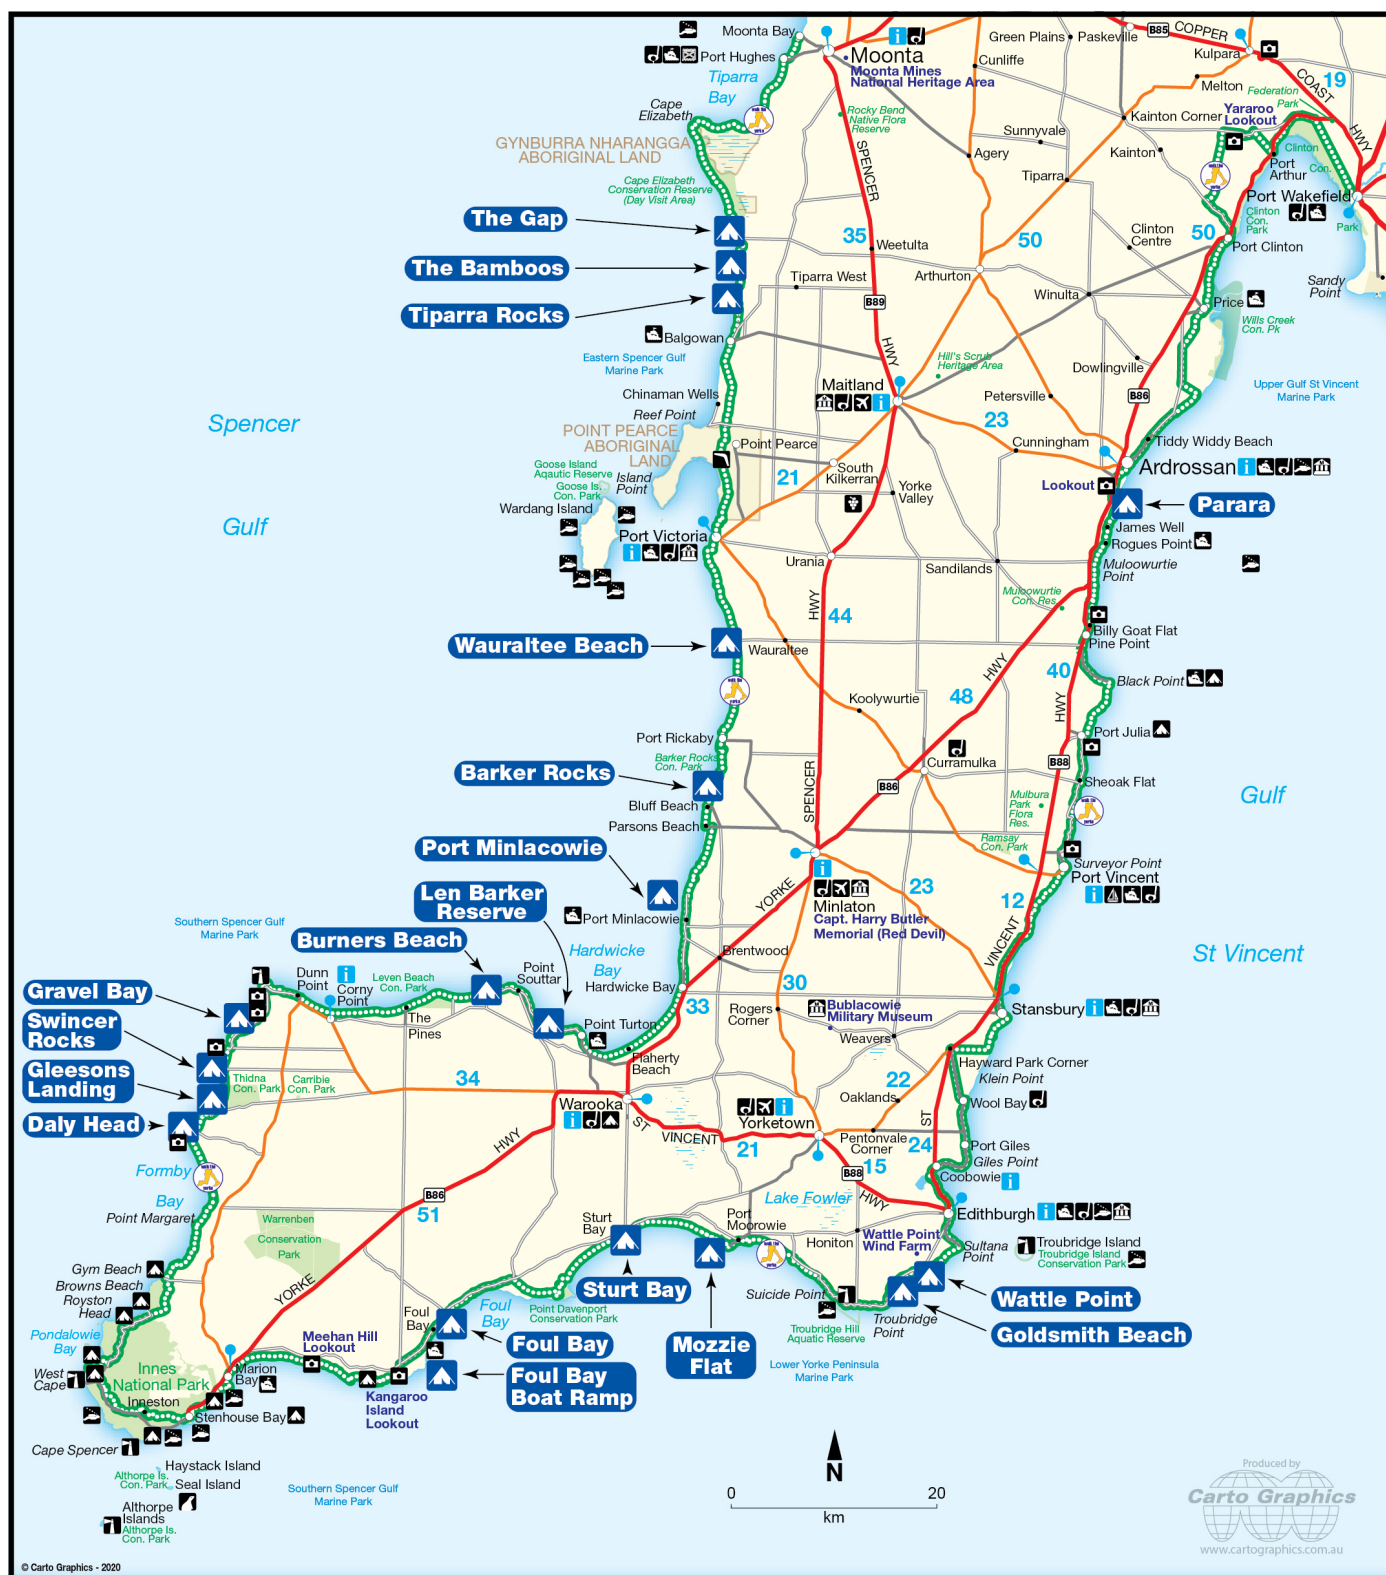 Moonta Bay
Port Hughes
Tiparra
Bay
Moonta
Moonta Mines
National Heritage Area
Green Plains
Paskeville
Cunliffe
B85
COPPER
Kulpara
COAST
19
HWY
Melton
Federation
Park
Yararoo
Lookout
Kainton Corner
Sunnyvale
Kainton
Agery
Tiparra
Clinton
Con.
Port
Arthur
Port Wakefield
Clinton
Con.
Park
Park
Cape
Elizabeth
walk the
yorke
GYNBURRA NHARANGGA
ABORIGINAL LAND
Rocky Bend
Native Flora
Reserve
SPENCER
Cape Elizabeth
Conservation Reserve
(Day Visit Area)
The Gap
The Bamboos
Tiparra Rocks
35
Weetulta
50
Clinton
Centre
50
Port Clinton
Tiparra West
Arthurton
Winulta
Sandy
Point
Price
Wills Creek
Con. Pk
B89
HWY
Balgowan
Eastern Spencer Gulf
Marine Park
Hill's Scrub
Heritage Area
Dowlingville
Upper Gulf St Vincent
Marine Park
Maitland
Petersville
B86
23
Chinaman Wells
Reef Point
Spencer
Gulf
POINT PEARCE
ABORIGINAL
LAND
Point Pearce
Cunningham
Tiddy Widdy Beach
Ardrossan
Goose Island
Aqautic Reserve
Goose Is.
Con. Park
Island
Point
21
South
Kilkerran
Yorke
Valley
Lookout
Parara
Wardang Island
Port Victoria
James Well
Rogues Point
Muloowurtie
Point
Urania
Sandilands
Muloowurtie
Con. Res.
HWY
44
Wauraltee Beach
Wauraltee
Billy Goat Flat
Pine Point
40
HWY
HWY
48
Black Point
Koolywurtie
Port Julia
Port Rickaby
Barker Rocks
Con. Park
Barker Rocks
Curramulka
B88
B86
Sheoak Flat
SPENCER
Mulbura
Park
Flora
Res.
Gulf
St Vincent
Bluff Beach
Parsons Beach
Ramsay
Con. Park
Surveyor Point
Port Vincent
Port Minlacowie
Port Minlacowie
YORKE
Minlaton
Capt. Harry Butler
Memorial (Red Devil)
23
12
VINCENT
Len Barker
Reserve
Southern Spencer Gulf
Marine Park
Burners Beach
Hardwicke
Bay
Brentwood
Hardwicke Bay
33
30
Dunn
Point
Corny
Point
Leven Beach
Con. Park
Point
Souttar
The
Pines
Point Turton
Flaherty
Beach
Rogers
Corner
Bublacowie
Military Museum
Weavers
Stansbury
Gravel Bay
Swincer
Rocks
Gleesons
Landing
Daly Head
Thidna
Con. Park
Carribie
Con. Park
34
Warooka
ST
VINCENT
21
Yorketown
22
Oaklands
Pentonvale
Corner
ST
24
Hayward Park Corner
Klein Point
Wool Bay
Port Giles
Giles Point
Coobowie
HWY
B86
51
B88
15
HWY
Lake Fowler
Edithburgh
Formby
Bay
Point Margaret
Warrenben
Conservation
Park
Sturt
Bay
Port
Moorowie
Honiton
Wattle Point
Wind Farm
Sultana
Point
Troubridge Island
Troubridge Island
Conservation Park
Gym Beach
Browns Beach
Royston
Head
YORKE
Sturt Bay
Suicide Point
Wattle Point
Goldsmith Beach
Troubridge
Point
Troubridge Hill
Aquatic Reserve
Lower Yorke Peninsula
Marine Park
Foul
Bay
Foul
Bay
Point Davenport
Conservation Park
Foul Bay
Foul Bay
Boat Ramp
Mozzie
Flat
Pondalowie
Bay
West
Cape
Innes
National Park
Inneston
Marion
Bay
Stenhouse Bay
Meehan Hill
Lookout
Kangaroo
Island
Lookout
Cape Spencer
Haystack Island
Althorpe Is.
Con. Park
Seal Island
Althorpe
Islands
Althorpe Is.
Con. Park
Southern Spencer Gulf
Marine Park
N
0
20
km
Produced by
Carto Graphics
www.cartographics.com.au
© Carto Graphics - 2020